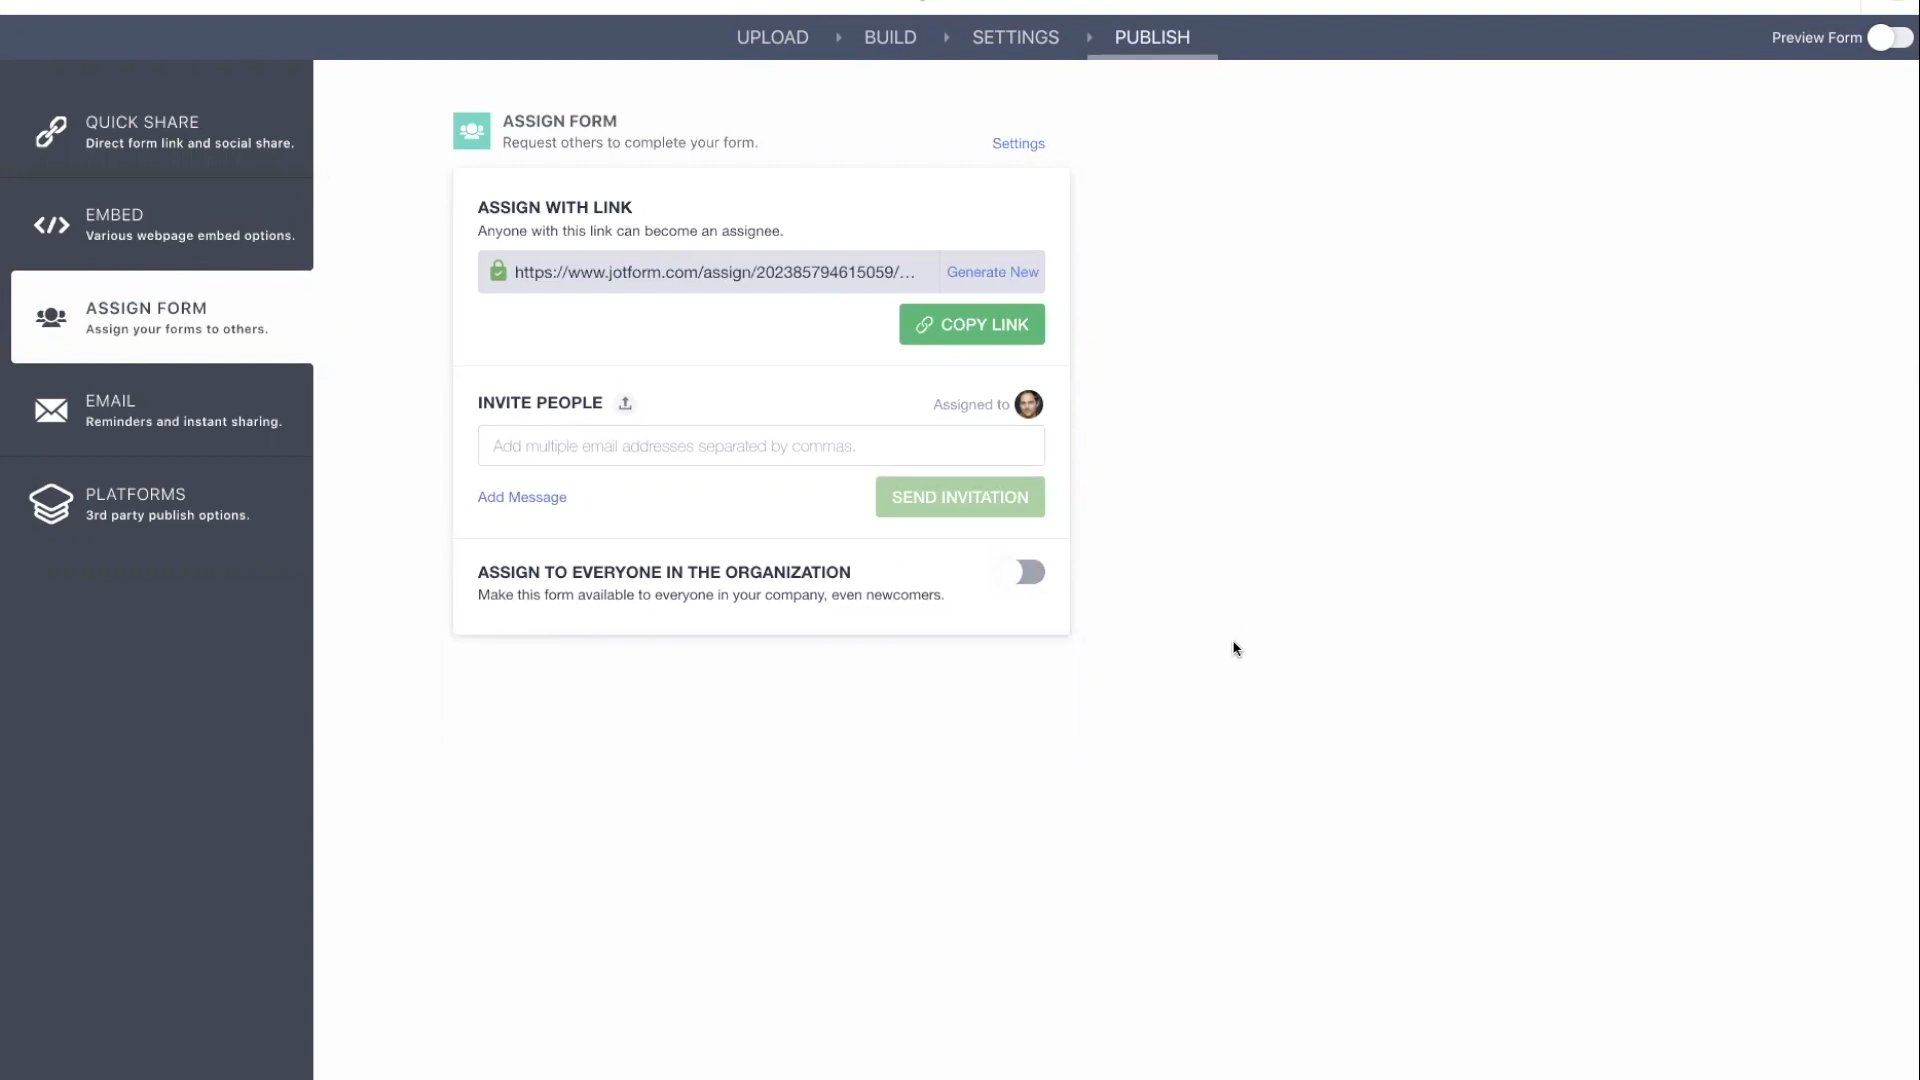 UPLOAD BUILD SETTINGS PUBLISH
Preview Form
QUICK SHARE
Direct form link and social share.
EMBED
Various webpage embed options.
ASSIGN FORM
Assign your forms to others.
EMAIL
Reminders and instant sharing.
PLATFORMS
3rd party publish options.
ASSIGN FORM
Request others to complete your form.
Settings
ASSIGN WITH LINK
Anyone with this link can become an assignee.
https://www.jotform.com/assign/202385794615059/...
Generate New
COPY LINK
INVITE PEOPLE
Assigned to
Add multiple email addresses separated by commas.
Add Message
SEND INVITATION
ASSIGN TO EVERYONE IN THE ORGANIZATION
Make this form available to everyone in your company, even newcomers.